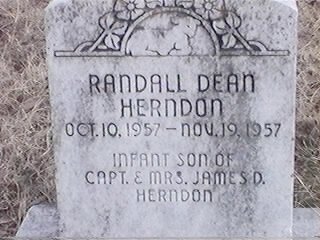 RANDALL DEAN
HERNDON
OCT. 10, 1957 — NOV. 19, 1957
INFANT SON OF
CAPT. & MRS. JAMES D.
HERNDON